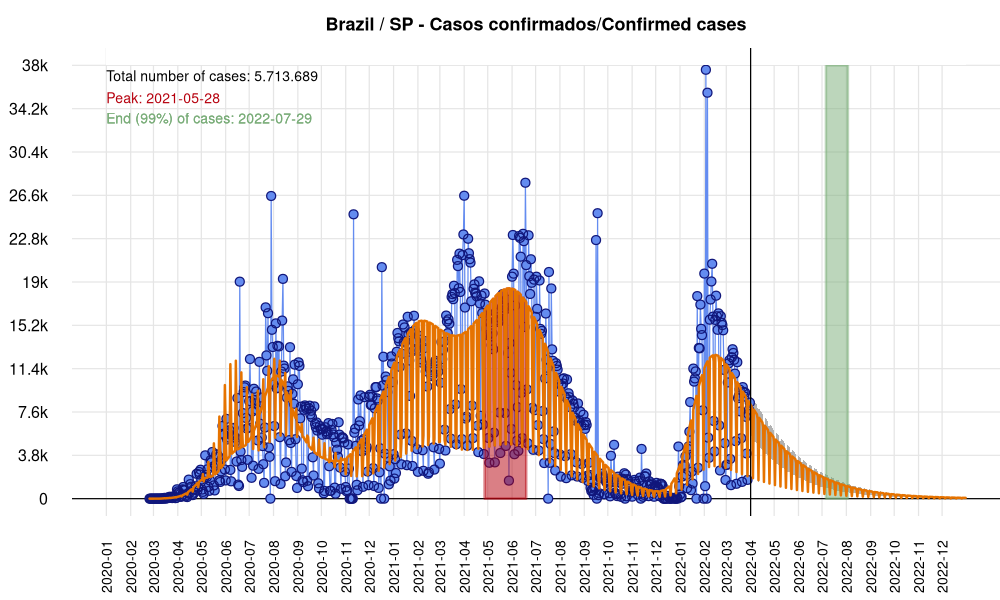 Brazil / SP - Casos confirmados/Confirmed cases
Total number of cases: 5.713.689
Peak: 2021-05-28
End (99%) of cases: 2022-07-29
38k
34.2k
30.4k
26.6k
22.8k
19k
15.2k
11.4k
7.6k
3.8k
0
2020-01
2020-02
2020-03
2020-04
2020-05
2020-06
2020-07
2020-08
2020-09
2020-10
2020-11
2020-12
2021-01
2021-02
2021-03
2021-04
2021-05
2021-06
2021-07
2021-08
2021-09
2021-10
2021-11
2021-12
2022-01
2022-02
2022-03
2022-04
2022-05
2022-06
2022-07
2022-08
2022-09
2022-10
2022-11
2022-12